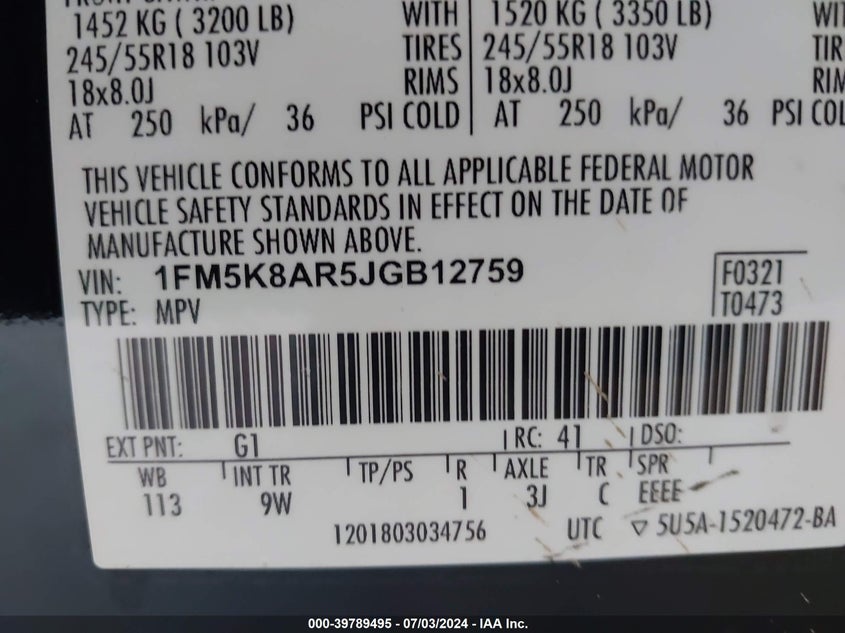 1452 KG ( 3200 LB) WITH 1520 KG ( 3350 LB)
245/55R18 103V TIRES 245/55R18 103V TIR
18x8.0J RIMS 18x8.0J RIM
AT 250 kPa/ 36 PSI COLD AT 250 kPa/ 36 PSI COL
THIS VEHICLE CONFORMS TO ALL APPLICABLE FEDERAL MOTOR
VEHICLE SAFETY STANDARDS IN EFFECT ON THE DATE OF
MANUFACTURE SHOWN ABOVE.
VIN: 1FM5K8AR5JGB12759 F0321
TYPE: MPV T0473
EXT PNT: G1 RC: 41 DSO:
WB INT TR TP/PS R AXLE TR SPR
113 9W 1 3J C EEEE
1201803034756 UTC ▽ 5U5A-1520472-BA
000-39789495 - 07/03/2024 - IAA Inc.